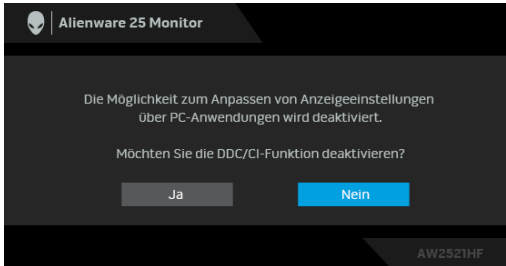 Alienware 25 Monitor
Die Möglichkeit zum Anpassen von Anzeigeeinstellungen
über PC-Anwendungen wird deaktiviert.
Möchten Sie die DDC/CI-Funktion deaktivieren?
Ja
Nein
AW2521HF